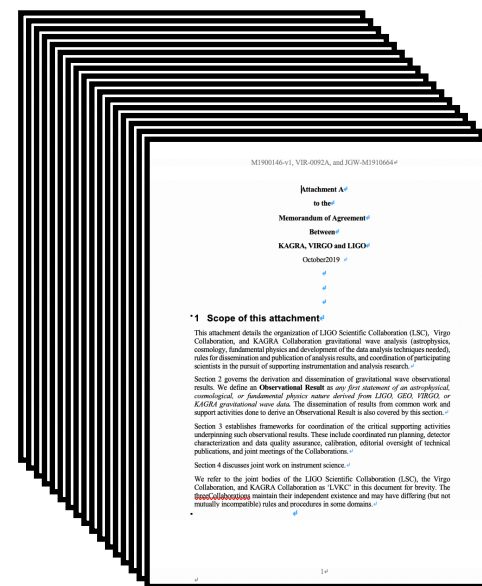 M1900146-v1, VIR-0092A, and JGW-M1910664
Attachment A
to the
Memorandum of Agreement
Between
KAGRA, VIRGO and LIGO
October2019
1 Scope of this attachment
This attachment details the organization of LIGO Scientific Collaboration (LSC), Virgo
Collaboration, and KAGRA Collaboration gravitational wave analysis (astrophysics,
cosmology, fundamental physics and development of the data analysis techniques needed),
rules for dissemination and publication of analysis results, and coordination of participating
scientists in the pursuit of supporting instrumentation and analysis research.
Section 2 governs the derivation and dissemination of gravitational wave observational
results. We define an Observational Result as any first statement of an astrophysical,
cosmological, or fundamental physics nature derived from LIGO, GEO, VIRGO, or
KAGRA gravitational wave data. The dissemination of results from common work and
support activities done to derive an Observational Result is also covered by this section.
Section 3 establishes frameworks for coordination of the critical supporting activities
underpinning such observational results. These include coordinated run planning, detector
characterization and data quality assurance, calibration, editorial oversight of technical
publications, and joint meetings of the Collaborations.
Section 4 discusses joint work on instrument science.
We refer to the joint bodies of the LIGO Scientific Collaboration (LSC), the Virgo
Collaboration, and KAGRA Collaboration as 'LVKC' in this document for brevity. The
threeCollaborations maintain their independent existence and may have differing (but not
mutually incompatible) rules and procedures in some domains.
1